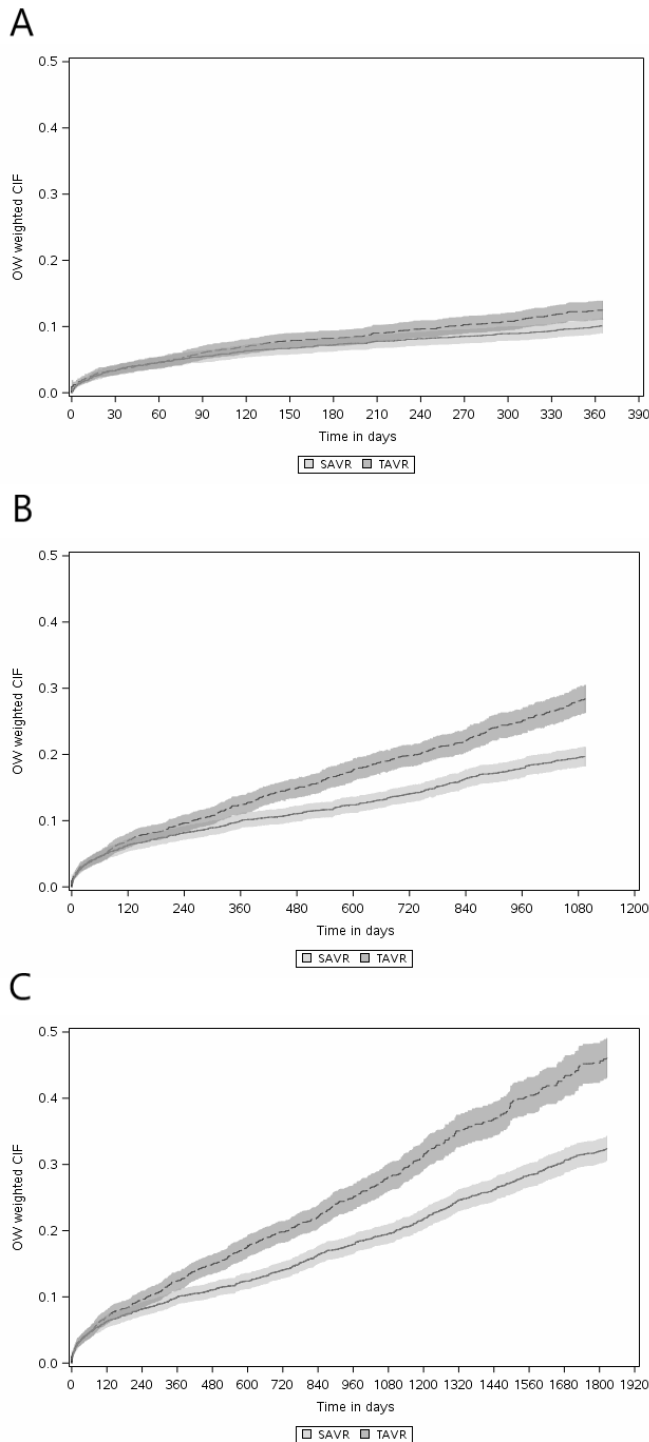 A
0.5
0.4
0.3
0.2
0.1
0.0
OW weighted CIF
0 30 60 90 120 150 180 210 240 270 300 330 360 390
Time in days
SAVR TAVR
B
0.5
0.4
0.3
0.2
0.1
0.0
OW weighted CIF
0 120 240 360 480 600 720 840 960 1080 1200
Time in days
SAVR TAVR
C
0.5
0.4
0.3
0.2
0.1
0.0
OW weighted CIF
0 120 240 360 480 600 720 840 960 1080 1200 1320 1440 1560 1680 1800 1920
Time in days
SAVR TAVR